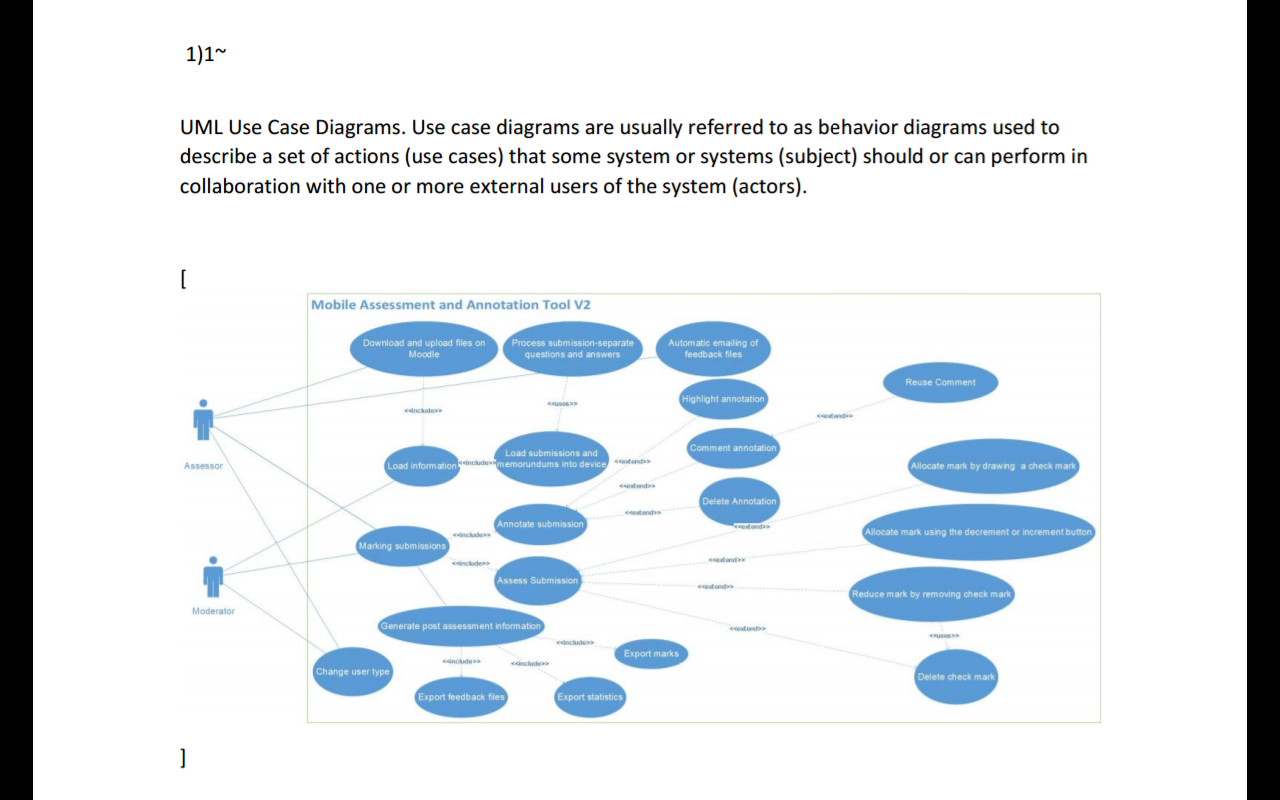 1)1~
UML Use Case Diagrams. Use case diagrams are usually referred to as behavior diagrams used to
describe a set of actions (use cases) that some system or systems (subject) should or can perform in
collaboration with one or more external users of the system (actors).
[
Mobile Assessment and Annotation Tool V2
Download and upload files on
Moodle
Process submission-separate
questions and answers
Automatic emailing of
feedback files
Reuse Comment
Highlight annotation
<<include>>
<<uses>>
<<extend>>
Assessor
Load information
<<include>>
Load submissions and
memorundums into device
<<extend>>
Comment annotation
Allocate mark by drawing a check mark
<<extend>>
Delete Annotation
<<extend>>
Annotate submission
<<extend>>
Allocate mark using the decrement or increment button
Marking submissions
<<include>>
<<include>>
<<extend>>
Assess Submission
<<extend>>
Reduce mark by removing check mark
Moderator
Generate post assessment information
<<extend>>
<<uses>>
<<include>>
Export marks
<<include>>
<<include>>
Change user type
Delete check mark
Export feedback files
Export statistics
]